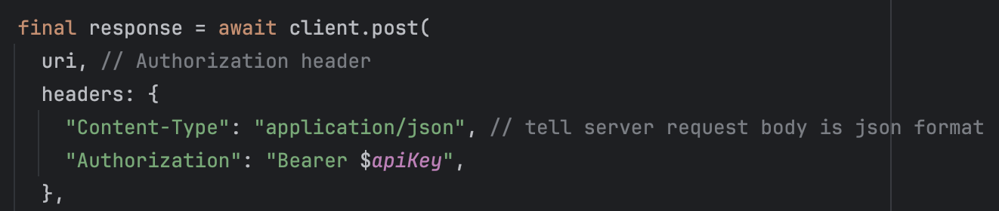 final response = await client.post(
uri, // Authorization header
headers: {
"Content-Type": "application/json", // tell server request body is json format
"Authorization": "Bearer $apiKey",
},